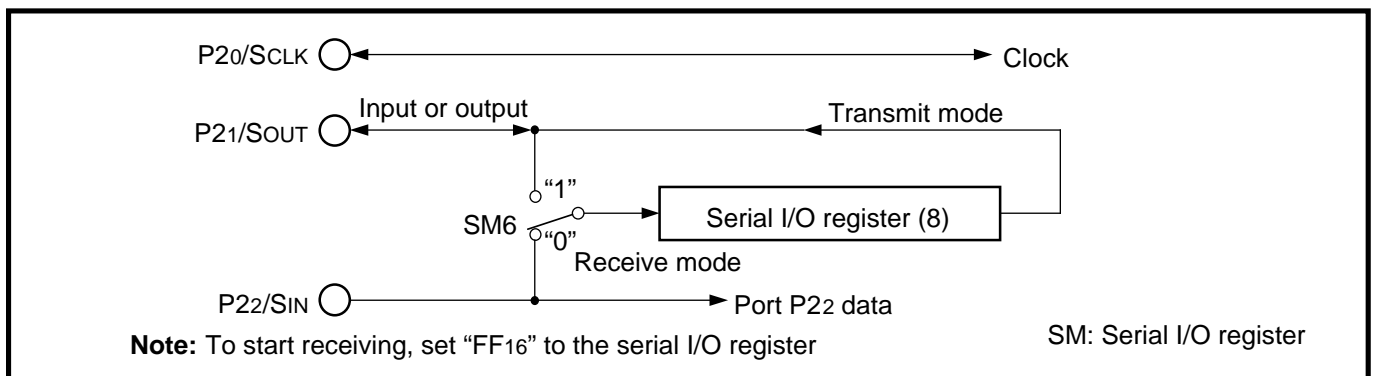 P20/SCLK
Clock
Input or output
Transmit mode
P21/SOUT
“1”
SM6
Serial I/O register (8)
“0”
Receive mode
P22/SIN
Port P22 data
Note: To start receiving, set “FF16” to the serial I/O register
SM: Serial I/O register